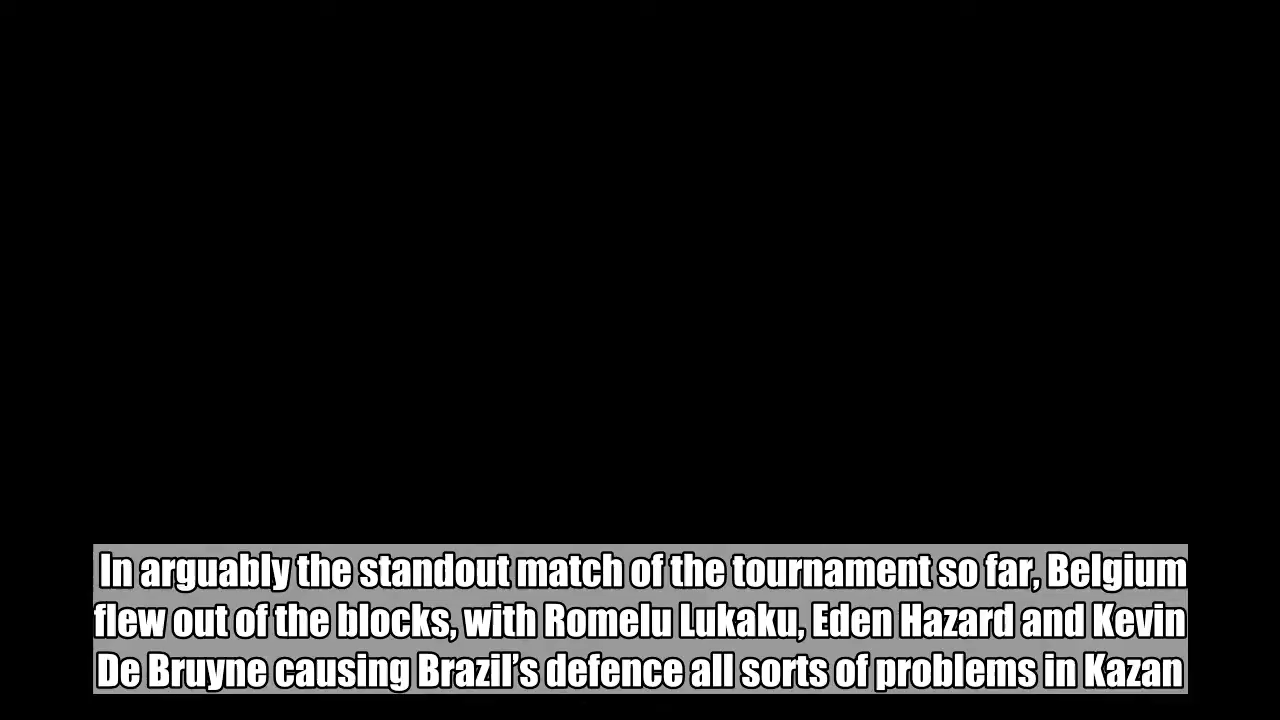 In arguably the standout match of the tournament so far, Belgium
flew out of the blocks, with Romelu Lukaku, Eden Hazard and Kevin
De Bruyne causing Brazil’s defence all sorts of problems in Kazan